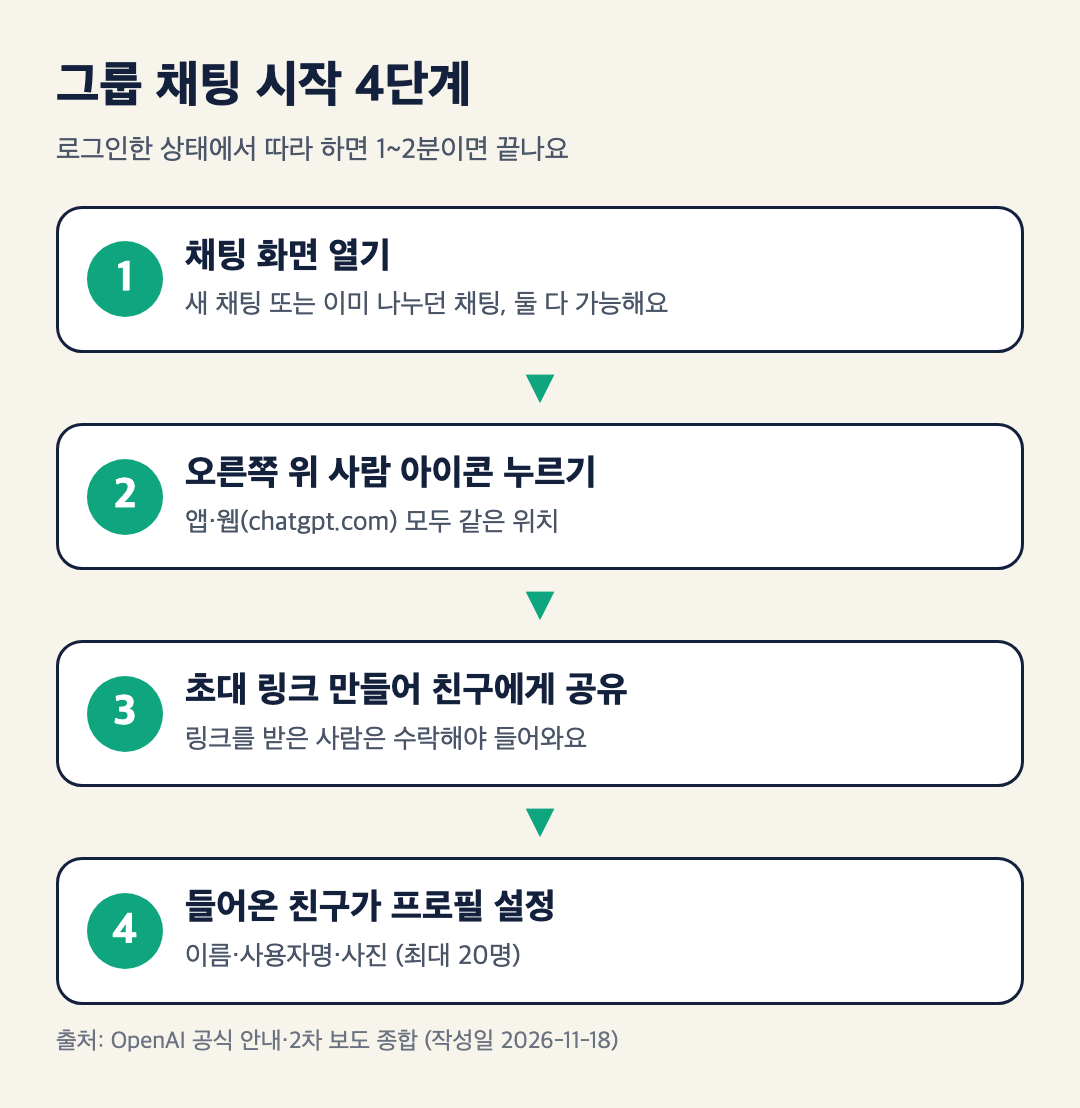 그룹 채팅 시작 4단계
로그인한 상태에서 따라 하면 1~2분이면 끝나요
1
채팅 화면 열기
새 채팅 또는 이미 나누던 채팅, 둘 다 가능해요
2
오른쪽 위 사람 아이콘 누르기
앱·웹(chatgpt.com) 모두 같은 위치
3
초대 링크 만들어 친구에게 공유
링크를 받은 사람은 수락해야 들어와요
4
들어온 친구가 프로필 설정
이름·사용자명·사진 (최대 20명)
출처: OpenAI 공식 안내·2차 보도 종합 (작성일 2026-11-18)